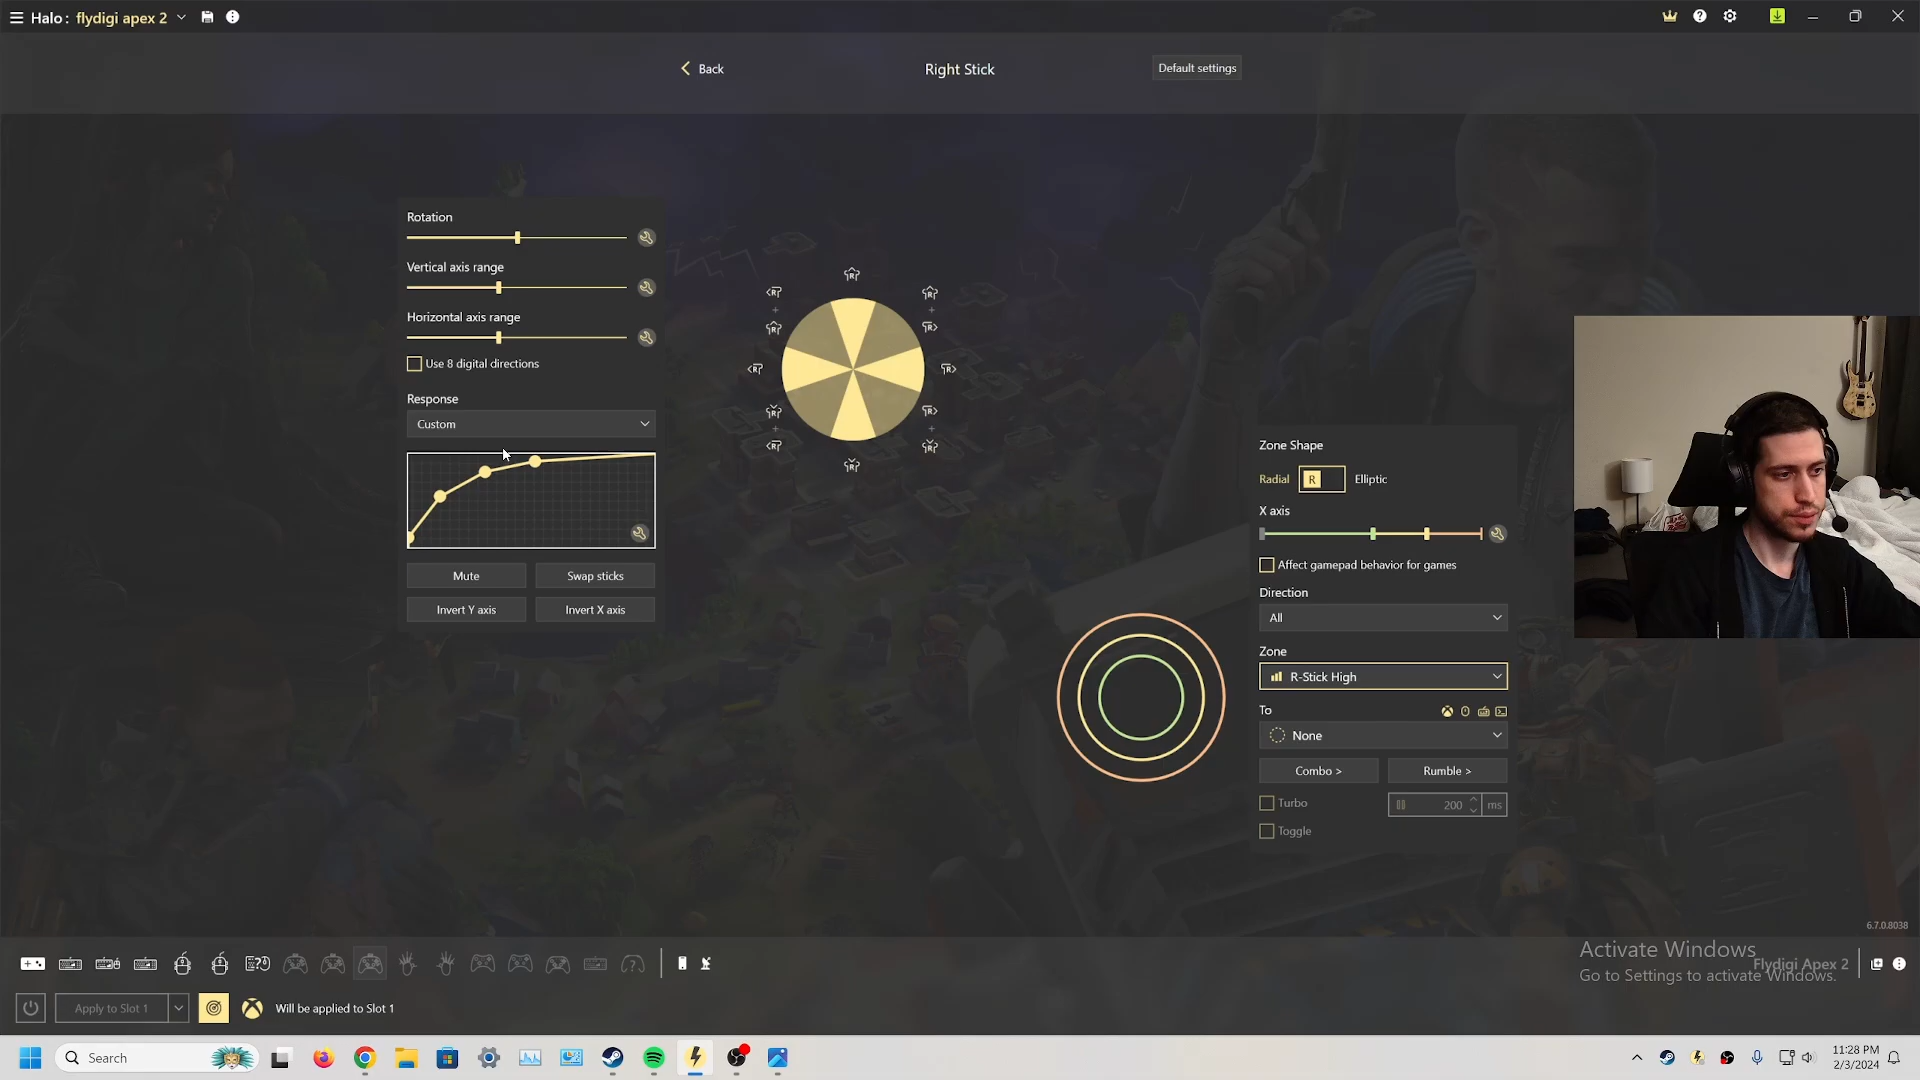 Halo : flydigi apex 2
Back
Right Stick
Default settings
Rotation
Vertical axis range
Horizontal axis range
Use 8 digital directions
Response
Custom
Mute
Swap sticks
Invert Y axis
Invert X axis
Zone Shape
Radial
R
Elliptic
X axis
Affect gamepad behavior for games
Direction
All
Zone
R-Stick High
To
None
Combo >
Rumble >
Turbo
200
ms
Toggle
6.7.0.8038
Activate Windows
Flydigi Apex 2
Go to Settings to activate Windows.
Apply to Slot 1
Will be applied to Slot 1
Search
11:28 PM
2/3/2024